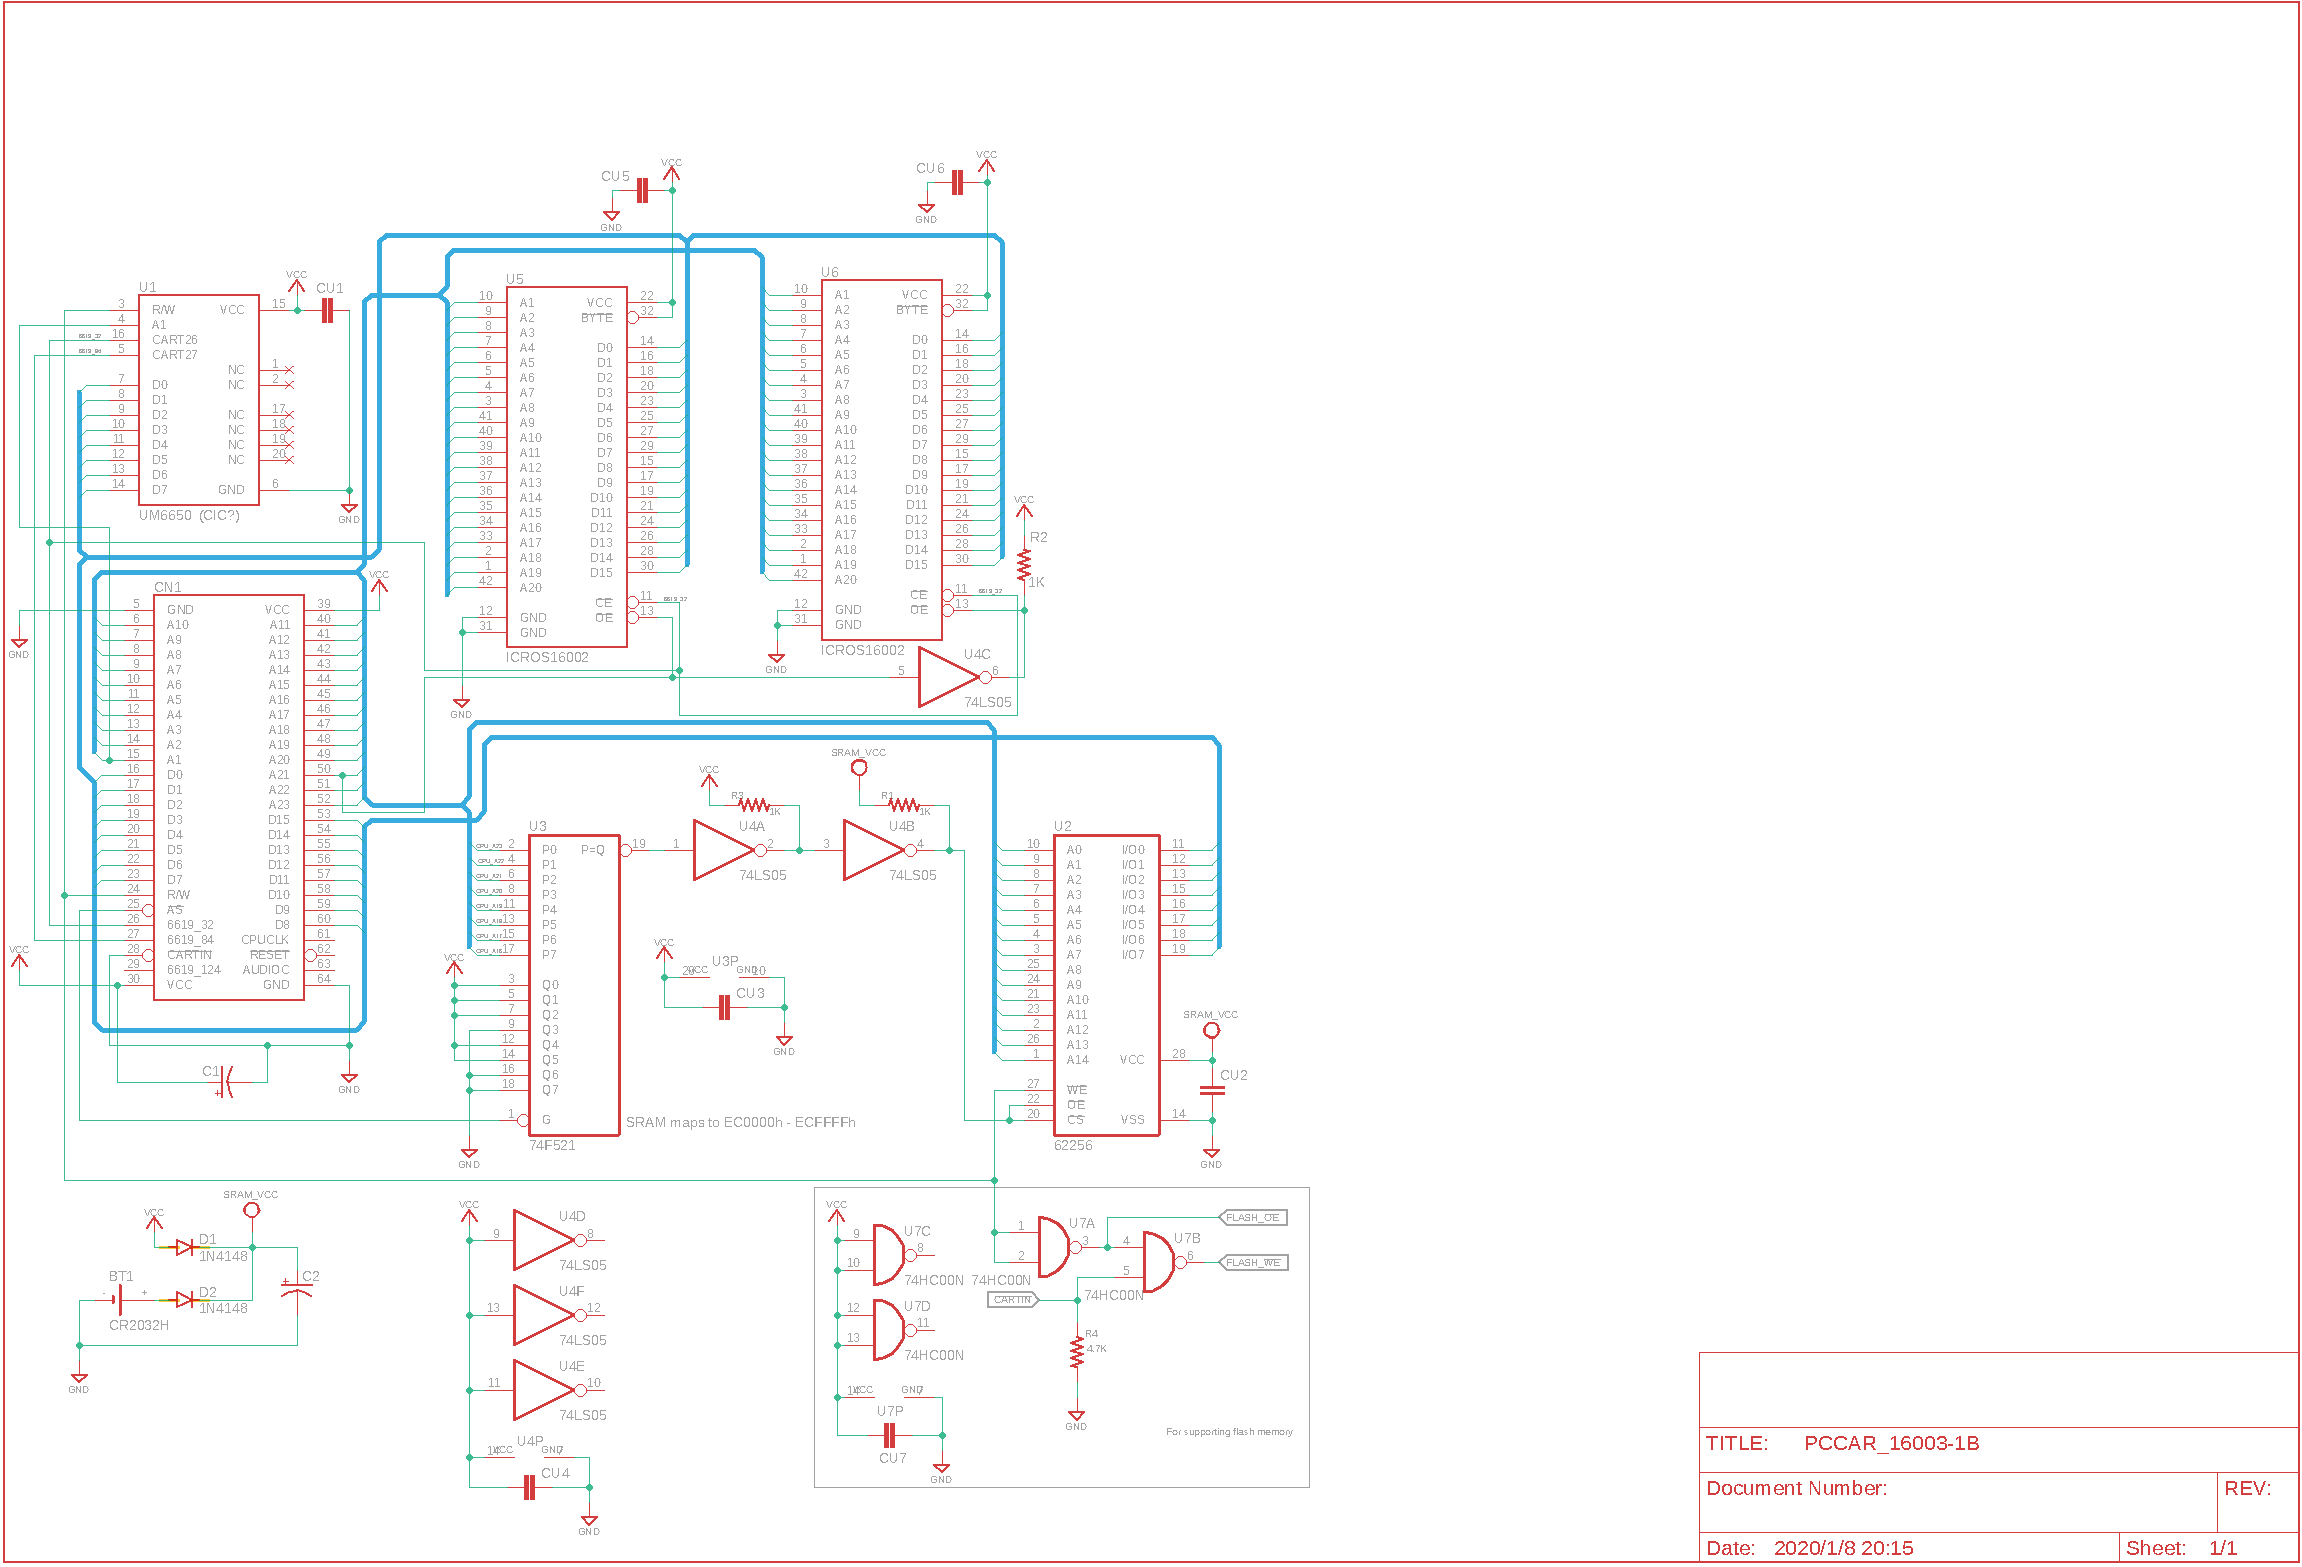 VCC
CU5
GND
VCC
CU6
GND
U1
VCC
CU1
3 R/W VCC 15
4 A1
6619_32 16 CART26
6619_84 5 CART27
NC 1
7 D0 NC 2
8 D1
9 D2 NC 17
10 D3 NC 18
11 D4 NC 19
12 D5 NC 20
13 D6
14 D7 GND 6
UM6650 (CIC?)
GND
U5
10 A1 VCC 22
9 A2 BYTE 32
8 A3
7 A4 D0 14
6 A5 D1 16
5 A6 D2 18
4 A7 D3 20
3 A8 D4 23
41 A9 D5 25
40 A10 D6 27
39 A11 D7 29
38 A12 D8 15
37 A13 D9 17
36 A14 D10 19
35 A15 D11 21
34 A16 D12 24
33 A17 D13 26
2 A18 D14 28
1 A19 D15 30
42 A20
CE 11 6619_32
12 GND OE 13
31 GND
ICROS16002
GND
U6
10 A1 VCC 22
9 A2 BYTE 32
8 A3
7 A4 D0 14
6 A5 D1 16
5 A6 D2 18
4 A7 D3 20
3 A8 D4 23
41 A9 D5 25
40 A10 D6 27
39 A11 D7 29
38 A12 D8 15
37 A13 D9 17
36 A14 D10 19
35 A15 D11 21
34 A16 D12 24
33 A17 D13 26
2 A18 D14 28
1 A19 D15 30
42 A20
CE 11 6619_32
12 GND OE 13
31 GND
ICROS16002
GND
VCC
R2
1K
U4C
5 6
74LS05
CN1
VCC
GND
5 GND VCC 39
6 A10 A11 40
7 A9 A12 41
8 A8 A13 42
9 A7 A14 43
10 A6 A15 44
11 A5 A16 45
12 A4 A17 46
13 A3 A18 47
14 A2 A19 48
15 A1 A20 49
16 D0 A21 50
17 D1 A22 51
18 D2 A23 52
19 D3 D15 53
20 D4 D14 54
21 D5 D13 55
22 D6 D12 56
23 D7 D11 57
24 R/W D10 58
25 AS D9 59
26 6619_32 D8 60
27 6619_84 CPUCLK 61
28 CARTIN RESET 62
29 6619_124 AUDIOC 63
30 VCC GND 64
VCC
C1
+
GND
U3
CPU_A23 2 P0 P=Q 19
CPU_A22 4 P1
CPU_A21 6 P2
CPU_A20 8 P3
CPU_A19 11 P4
CPU_A18 13 P5
CPU_A17 15 P6
CPU_A16 17 P7
VCC
3 Q0
5 Q1
7 Q2
9 Q3
12 Q4
14 Q5
16 Q6
18 Q7
1 G
74F521
GND
SRAM maps to EC0000h - ECFFFFh
VCC
R3
1K
U4A
1 2
74LS05
SRAM_VCC
R1
1K
U4B
3 4
74LS05
VCC
U3P
20 VCC GND 10
CU3
GND
U2
10 A0 I/O0 11
9 A1 I/O1 12
8 A2 I/O2 13
7 A3 I/O3 15
6 A4 I/O4 16
5 A5 I/O5 17
4 A6 I/O6 18
3 A7 I/O7 19
25 A8
24 A9
21 A10
23 A11
2 A12
26 A13
1 A14 VCC 28
27 WE
22 OE
20 CS VSS 14
62256
SRAM_VCC
CU2
GND
SRAM_VCC
VCC
D1
1N4148
BT1
- +
CR2032H
D2
1N4148
+ C2
GND
VCC
U4D
9 8
74LS05
U4F
13 12
74LS05
U4E
11 10
74LS05
U4P
14 VCC GND 7
CU4
GND
VCC
U7C
9 8
10
74HC00N
U7D
12 11
13
74HC00N
14 VCC GND 7
U7P
CU7
GND
U7A
1 3
2
74HC00N
U7B
4 6
5
74HC00N
FLASH_OE
FLASH_WE
CARTIN
R4
4.7K
GND
For supporting flash memory
TITLE: PCCAR_16003-1B
Document Number:
REV:
Date: 2020/1/8 20:15
Sheet: 1/1